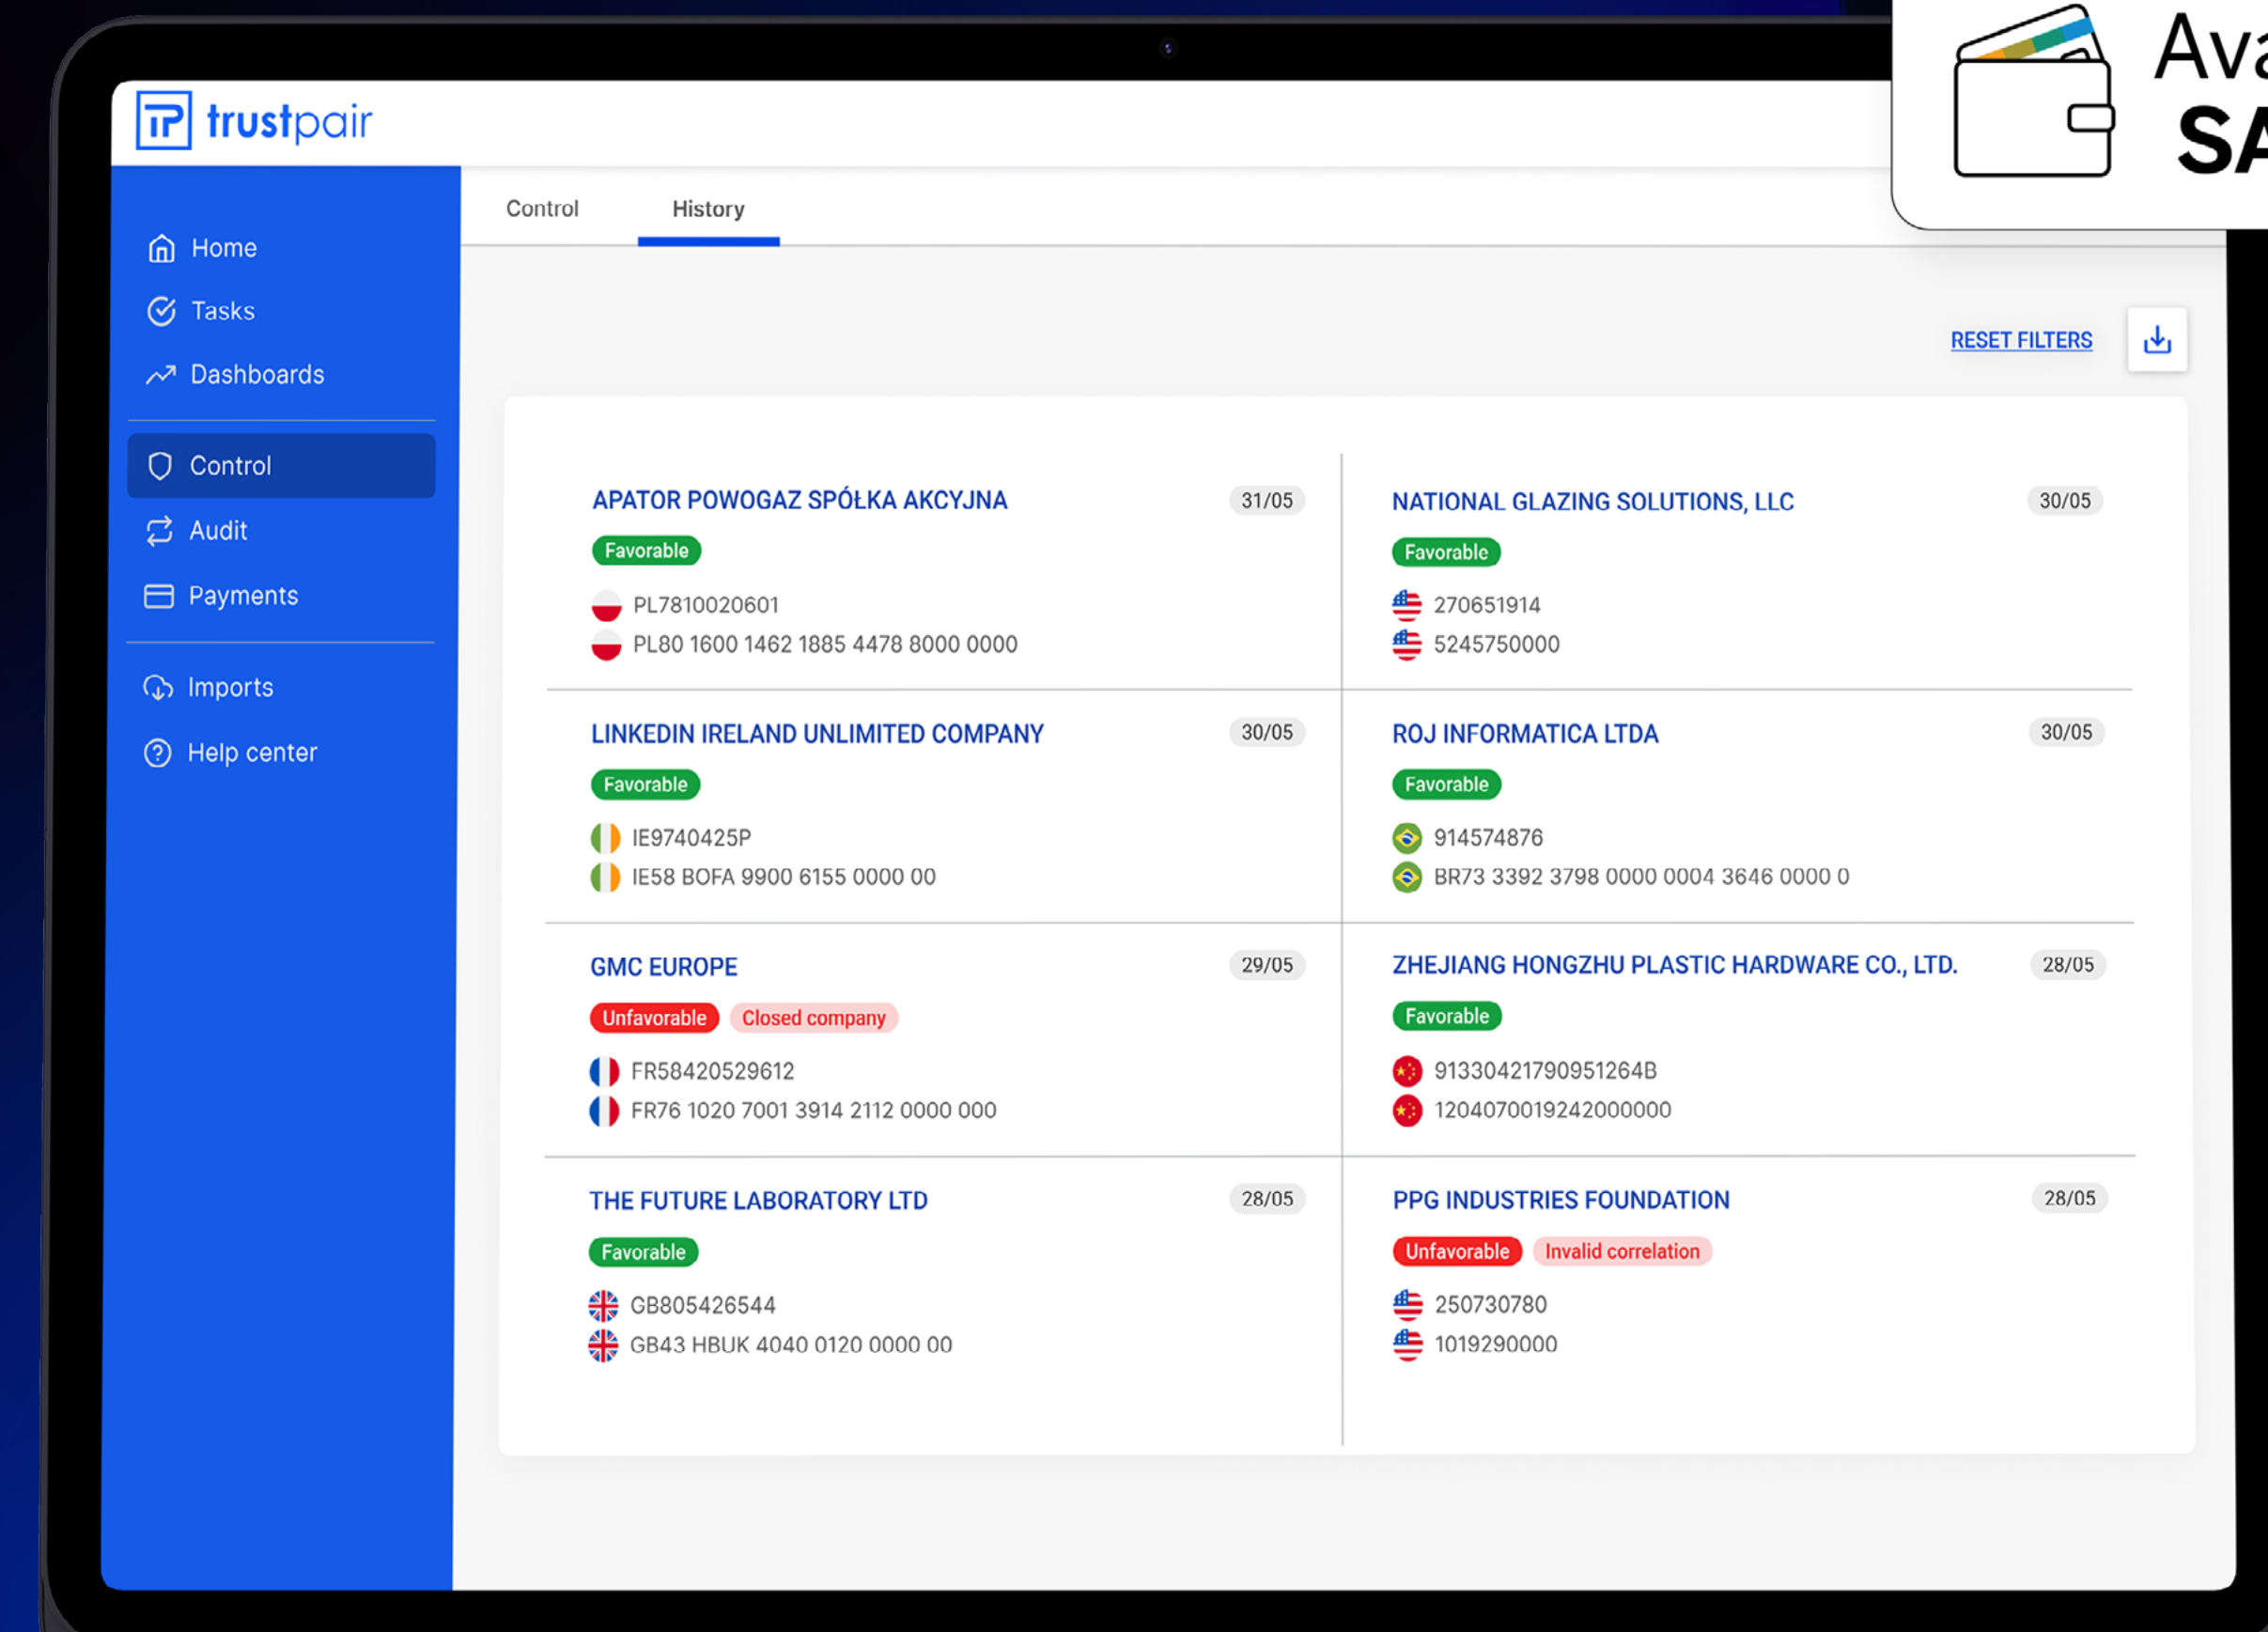 trustpair
Ava
SA
Control
History
Home
Tasks
Dashboards
Control
Audit
Payments
Imports
Help center
RESET FILTERS
APATOR POWOGAZ SPÓŁKA AKCYJNA
31/05
Favorable
PL7810020601
PL80 1600 1462 1885 4478 8000 0000
NATIONAL GLAZING SOLUTIONS, LLC
30/05
Favorable
270651914
5245750000
LINKEDIN IRELAND UNLIMITED COMPANY
30/05
Favorable
IE9740425P
IE58 BOFA 9900 6155 0000 00
ROJ INFORMATICA LTDA
30/05
Favorable
914574876
BR73 3392 3798 0000 0004 3646 0000 0
GMC EUROPE
29/05
Unfavorable
Closed company
FR58420529612
FR76 1020 7001 3914 2112 0000 000
ZHEJIANG HONGZHU PLASTIC HARDWARE CO., LTD.
28/05
Favorable
91330421790951264B
1204070019242000000
THE FUTURE LABORATORY LTD
28/05
Favorable
GB805426544
GB43 HBUK 4040 0120 0000 00
PPG INDUSTRIES FOUNDATION
28/05
Unfavorable
Invalid correlation
250730780
1019290000